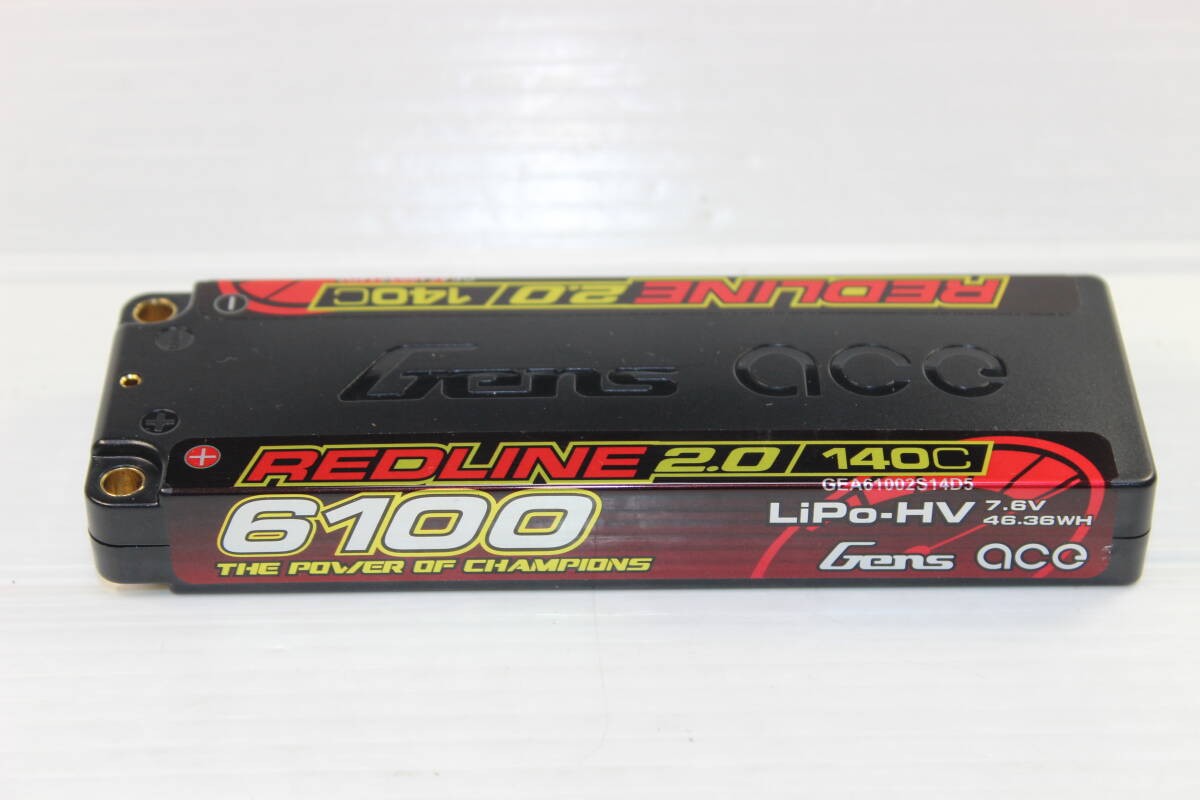 REDLINE 2.0 / 140C
Gens ace
REDLINE 2.0 / 140C
GEA61002S14D5
6100
LiPo-HV 7.6V
46.36WH
THE POWER OF CHAMPIONS
Gens ace